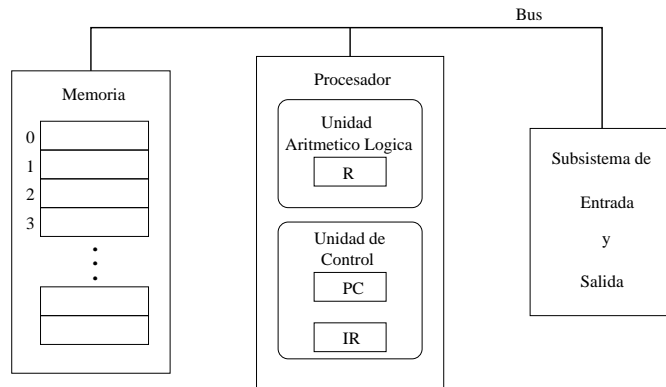 Bus
Memoria
0
1
2
3
Procesador
Unidad
Aritmetico Logica
R
Unidad de
Control
PC
IR
Subsistema de
Entrada
y
Salida